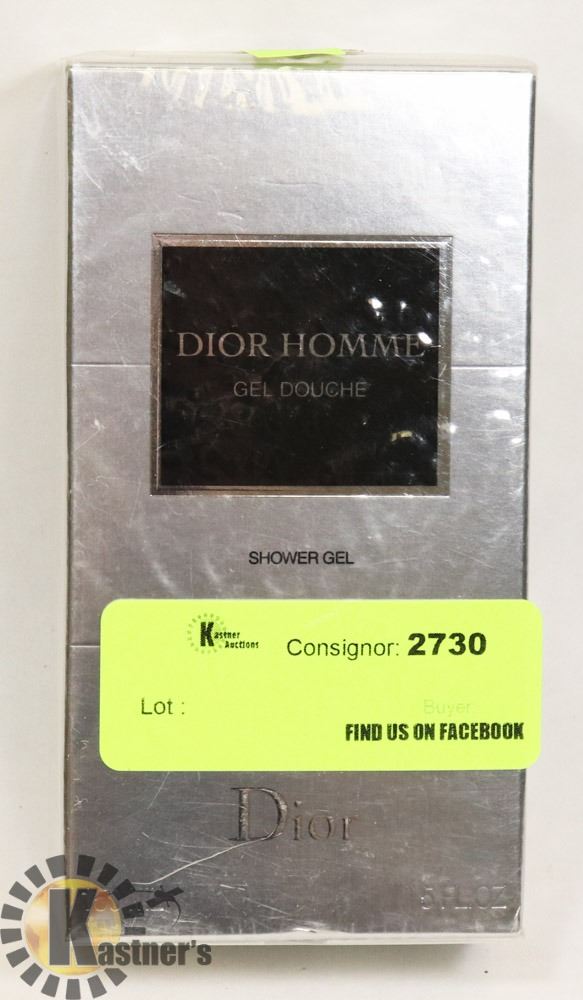 DIOR HOMME
GEL DOUCHE
SHOWER GEL
Kastner Auctions
Consignor: 2730
Lot :
Buyer
FIND US ON FACEBOOK
Dior
5 FL.OZ
Kastner's